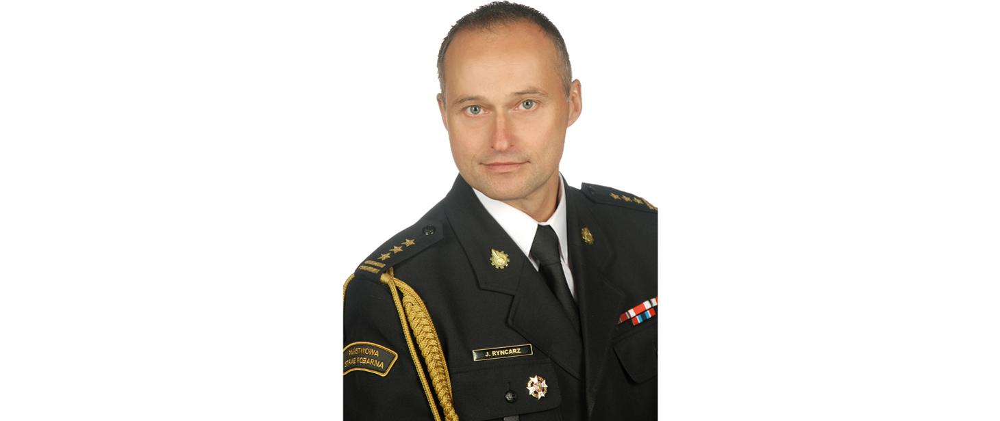 PAŃSTWOWA
STRAŻ POŻARNA
J. RYNCARZ